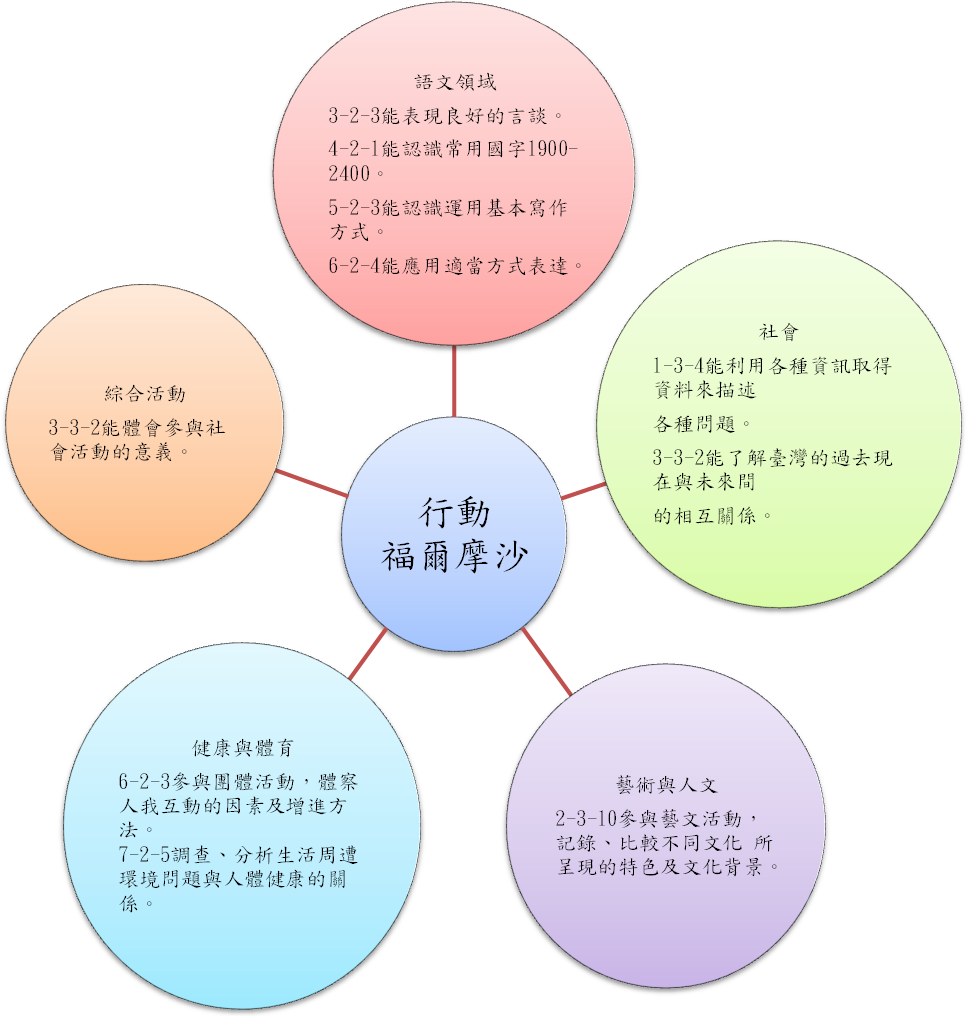 語文領域
3-2-3能表現良好的言談。
4-2-1能認識常用國字1900-
2400。
5-2-3能認識運用基本寫作
方式。
6-2-4能應用適當方式表達。
社會
1-3-4能利用各種資訊取得
資料來描述
各種問題。
3-3-2能了解臺灣的過去現
在與未來間
的相互關係。
綜合活動
3-3-2能體會參與社
會活動的意義。
行動
福爾摩沙
健康與體育
6-2-3參與團體活動，體察
人我互動的因素及增進方
法。
7-2-5調查、分析生活周遭
環境問題與人體健康的關
係。
藝術與人文
2-3-10參與藝文活動，
記錄、比較不同文化 所
呈現的特色及文化背景。